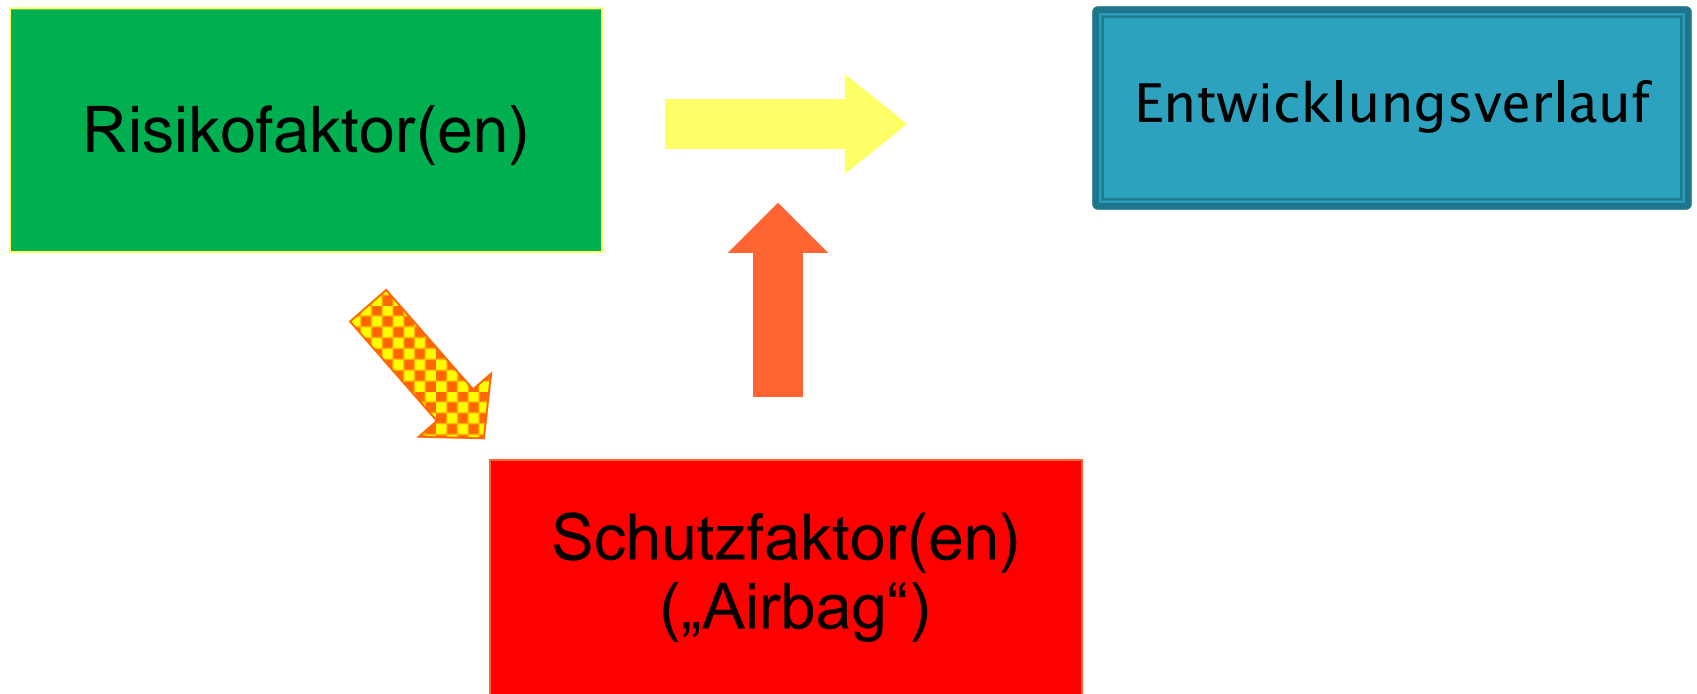 Risikofaktor(en)
Entwicklungsverlauf
Schutzfaktor(en)
(„Airbag“)